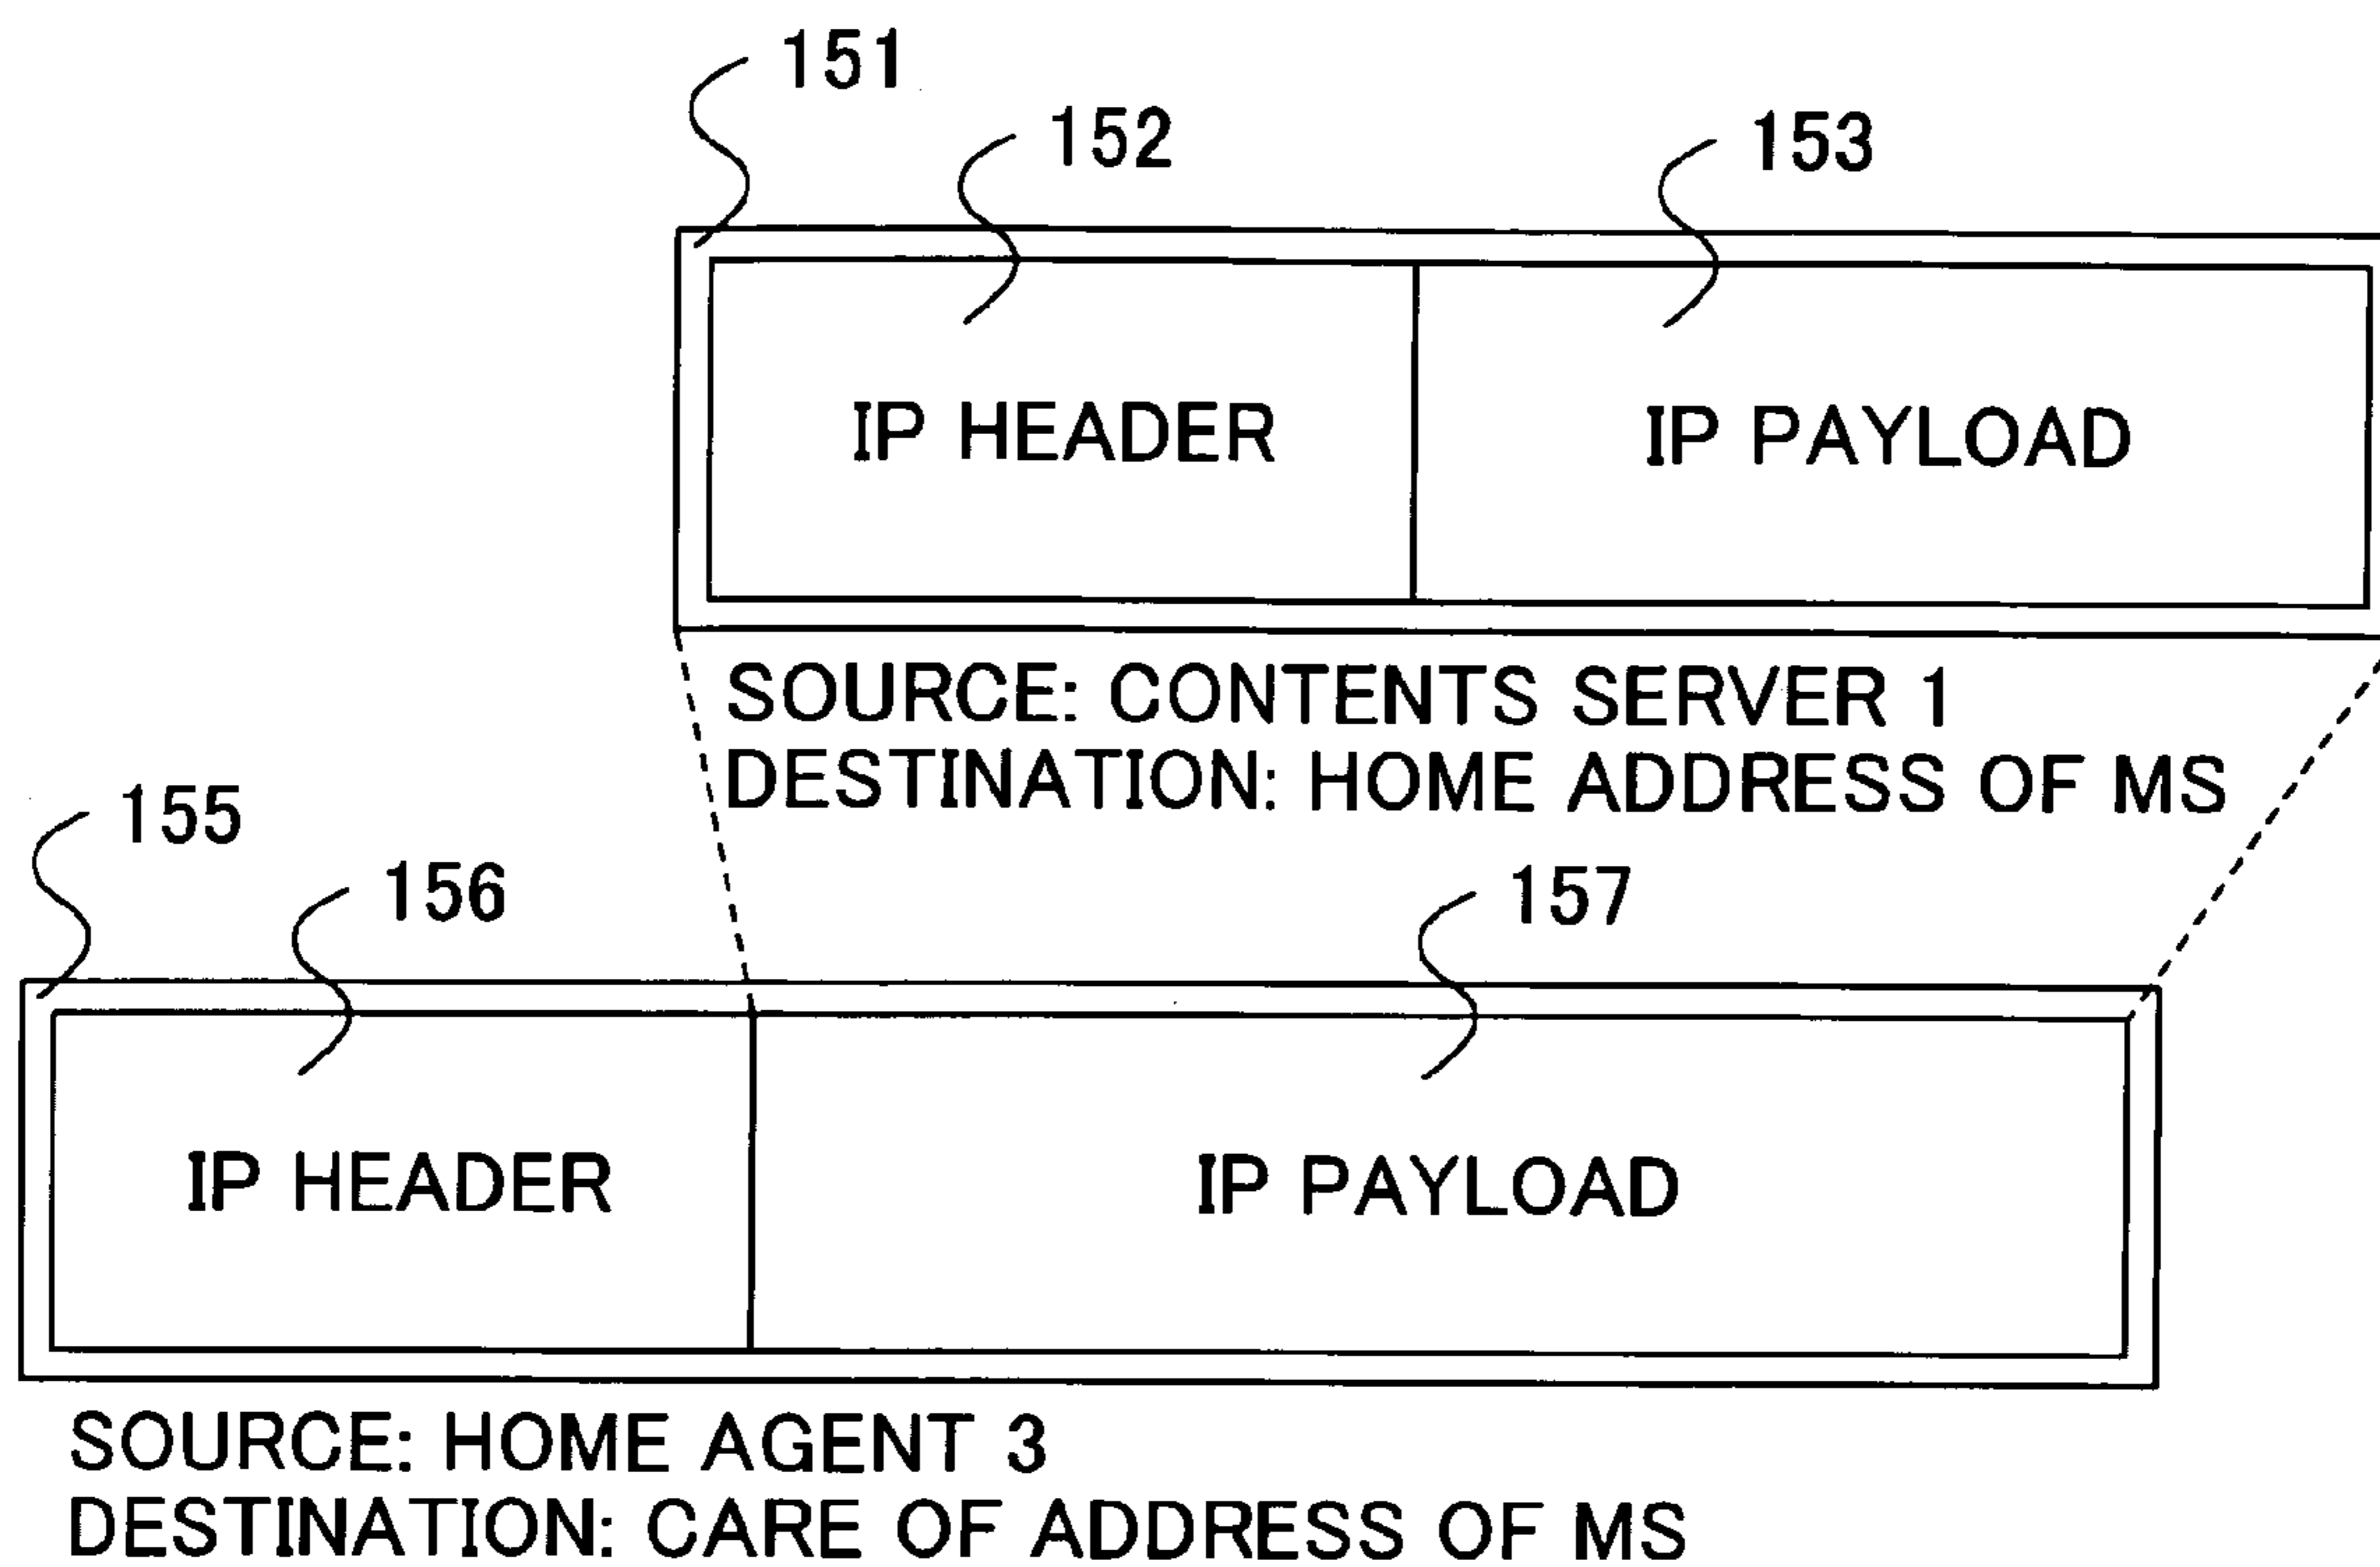 151
152
153
IP HEADER
IP PAYLOAD
SOURCE: CONTENTS SERVER 1
DESTINATION: HOME ADDRESS OF MS
155
156
157
IP HEADER
IP PAYLOAD
SOURCE: HOME AGENT 3
DESTINATION: CARE OF ADDRESS OF MS